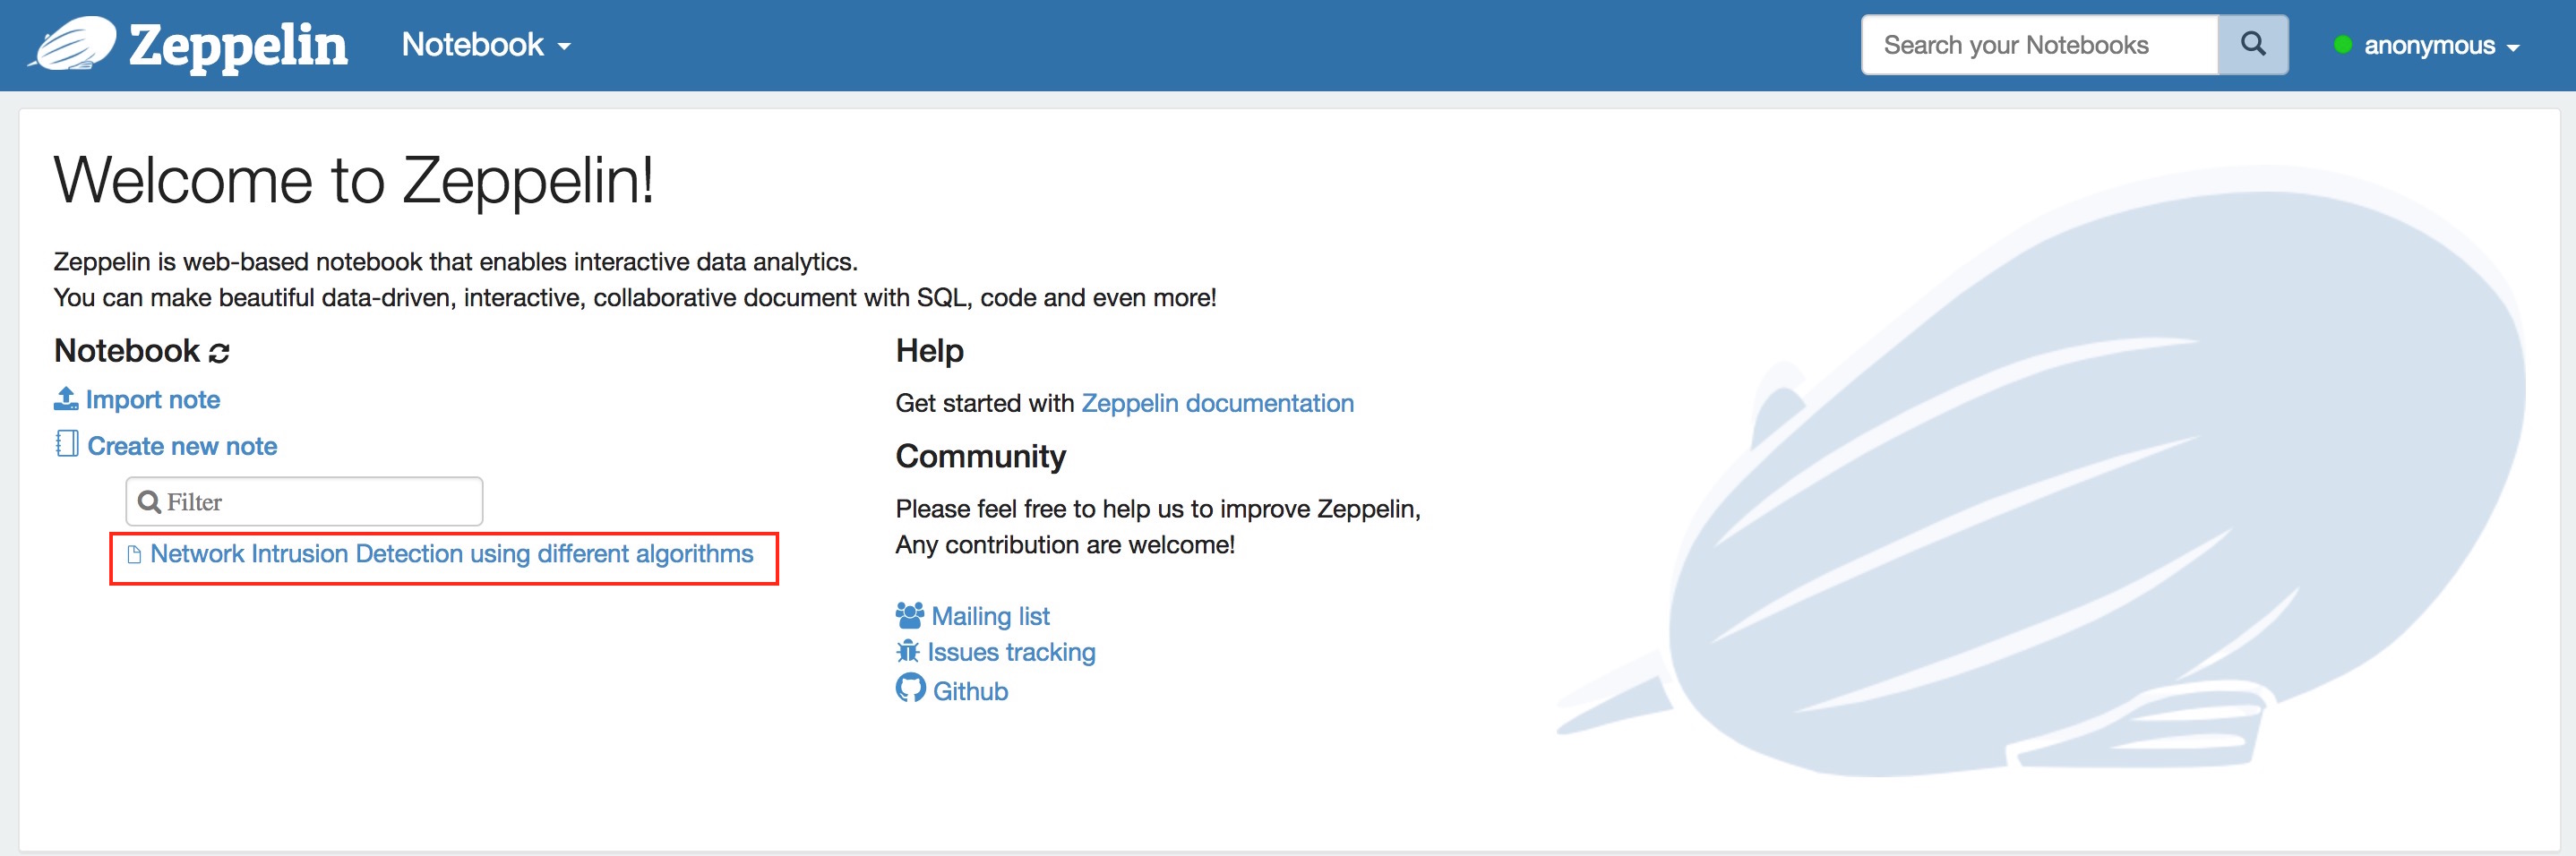 Zeppelin Notebook Search your Notebooks anonymous
Welcome to Zeppelin!
Zeppelin is web-based notebook that enables interactive data analytics.
You can make beautiful data-driven, interactive, collaborative document with SQL, code and even more!
Notebook
Import note
Create new note
Filter
Network Intrusion Detection using different algorithms
Help
Get started with Zeppelin documentation
Community
Please feel free to help us to improve Zeppelin,
Any contribution are welcome!
Mailing list
Issues tracking
Github